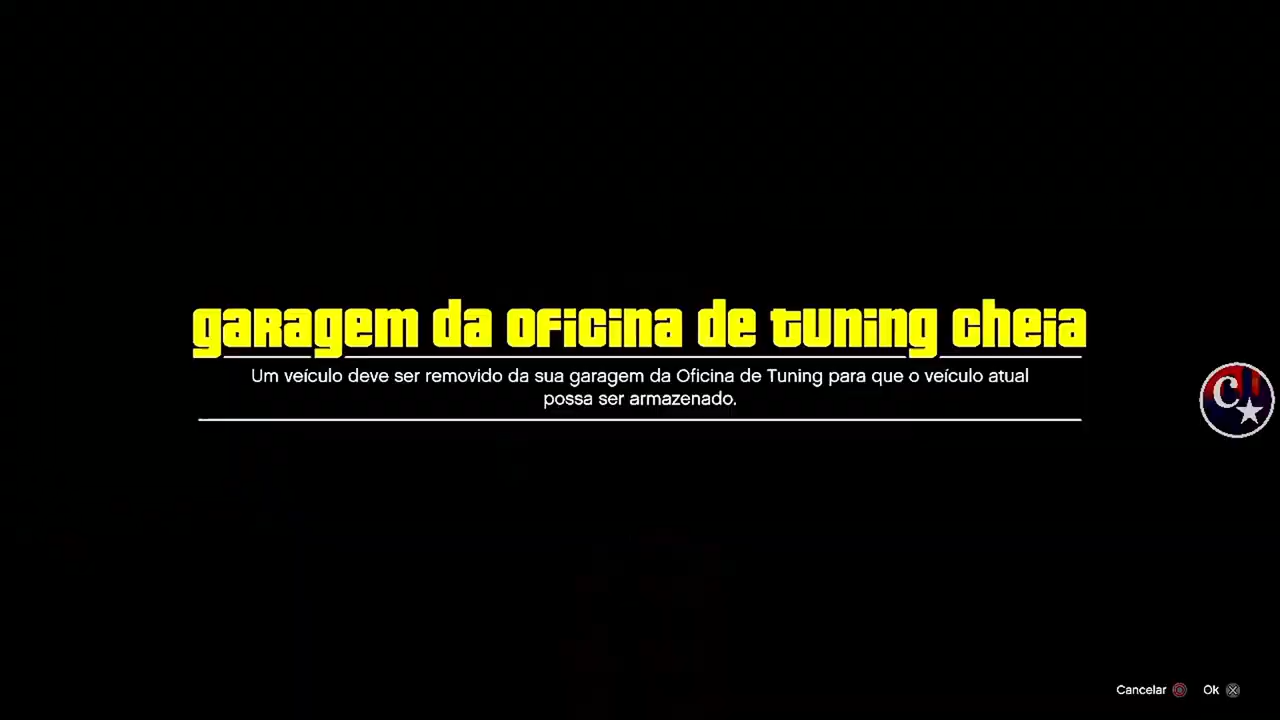 garagem da oficina de tuning cheia
Um veículo deve ser removido da sua garagem da Oficina de Tuning para que o veículo atual
possa ser armazenado.
C
Cancelar Ok